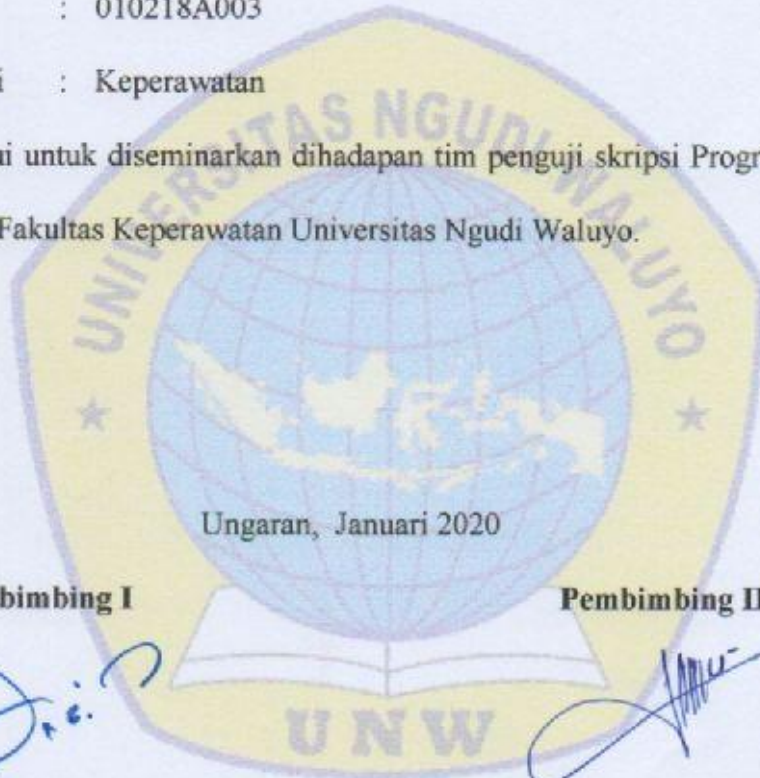 : 010218A003
i : Keperawatan
ui untuk diseminarkan dihadapan tim penguji skripsi Progr
Fakultas Keperawatan Universitas Ngudi Waluyo.
UNIVERSITAS NGUDI WALUYO
Ungaran, Januari 2020
bimbing I Pembimbing II
UNW